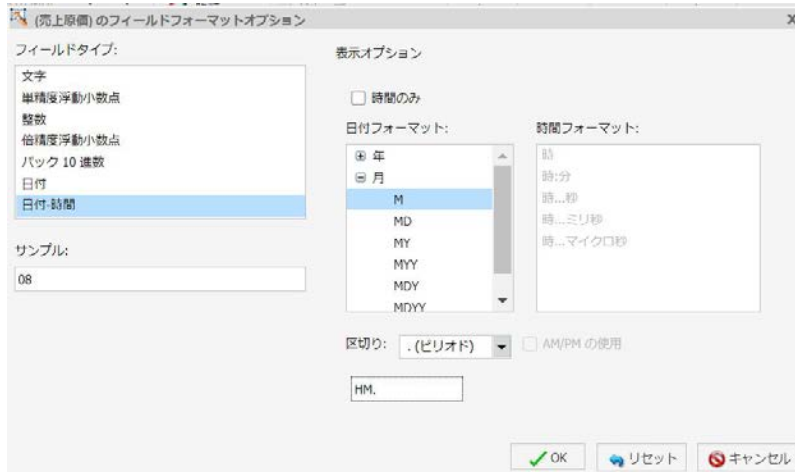 (売上原価) のフィールドフォーマットオプション
X
フィールドタイプ:
文字
単精度浮動小数点
整数
倍精度浮動小数点
パック 10 進数
日付
日付-時間
サンプル:
08
表示オプション
時間のみ
日付フォーマット:
年
月
M
MD
MY
MYY
MDY
MDYY
時間フォーマット:
時
時:分
時...秒
時...ミリ秒
時...マイクロ秒
区切り:
. (ピリオド)
AM/PM の使用
HM.
OK
リセット
キャンセル